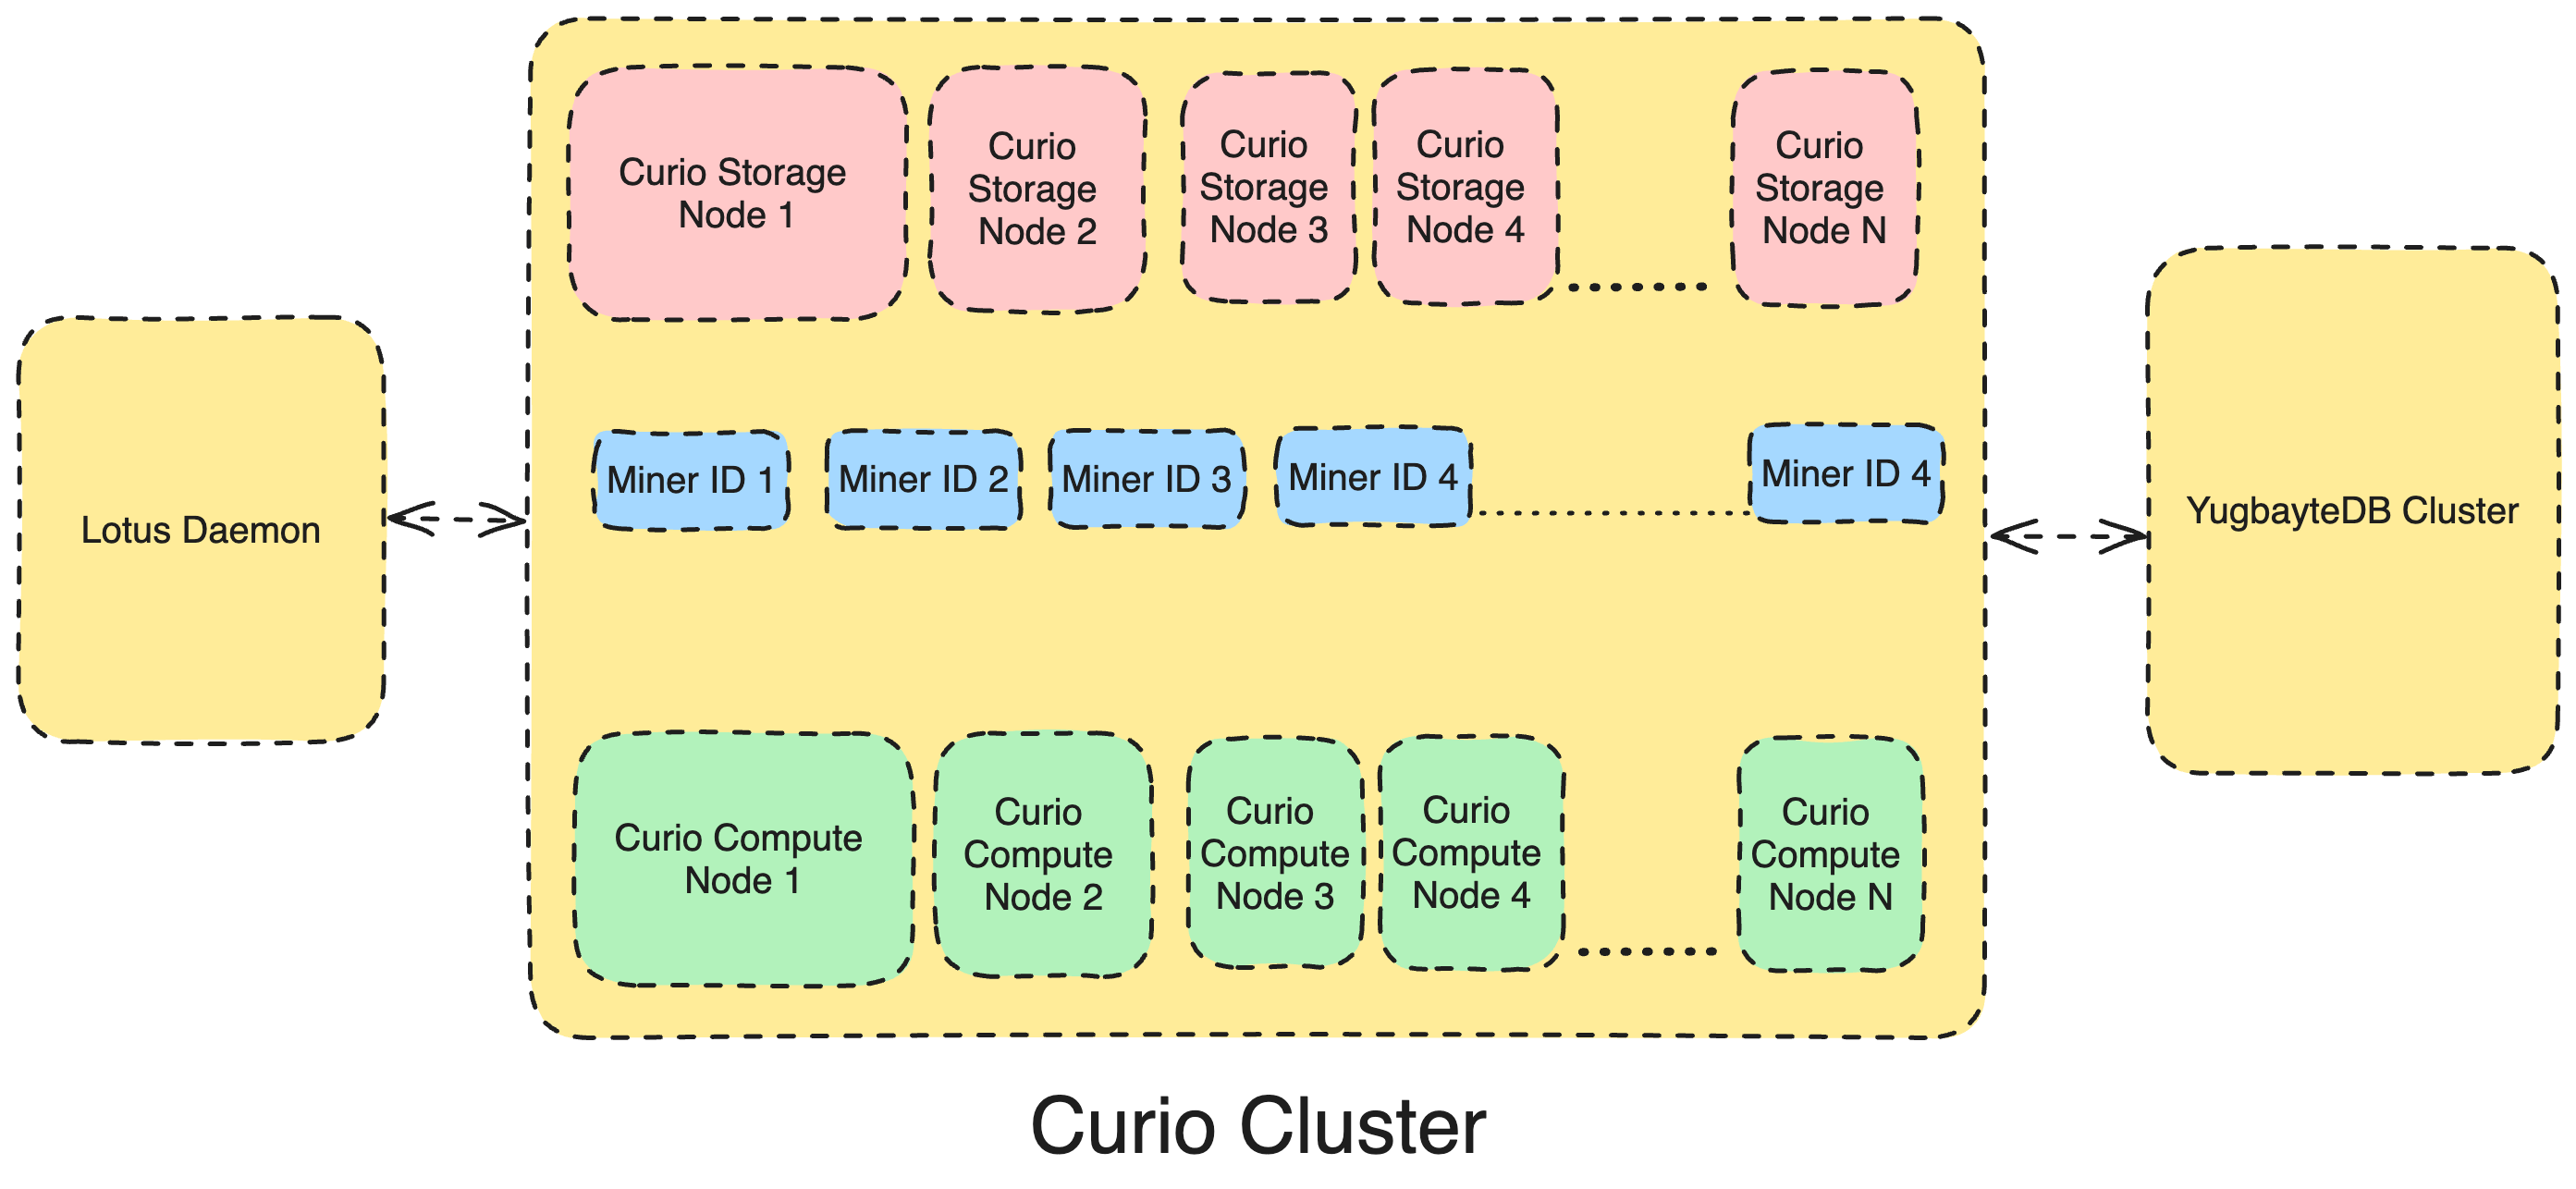 Curio Storage
Node 1
Curio
Storage
Node 2
Curio
Storage
Node 3
Curio
Storage
Node 4
Curio
Storage
Node N
Lotus Daemon
Miner ID 1
Miner ID 2
Miner ID 3
Miner ID 4
Miner ID 4
YugbayteDB Cluster
Curio Compute
Node 1
Curio
Compute
Node 2
Curio
Compute
Node 3
Curio
Compute
Node 4
Curio
Compute
Node N
Curio Cluster